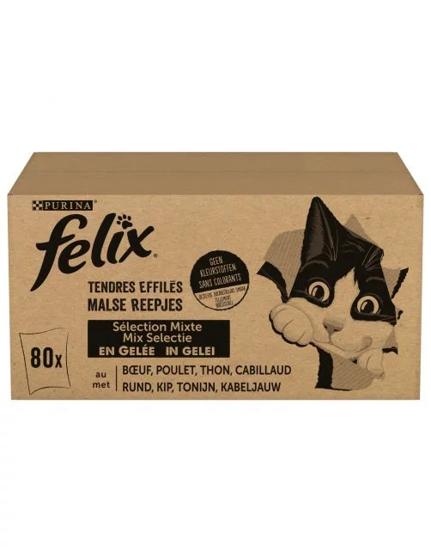 PURINA
felix
TENDRES EFFILÉS
MALSE REEPJES
GEEN
KLEURSTOFFEN
SANS COLORANTS
Sélection Mixte
Mix Selectie
EN GELÉE IN GELEI
80x
au
met
BŒUF, POULET, THON, CABILLAUD
RUND, KIP, TONIJN, KABELJAUW